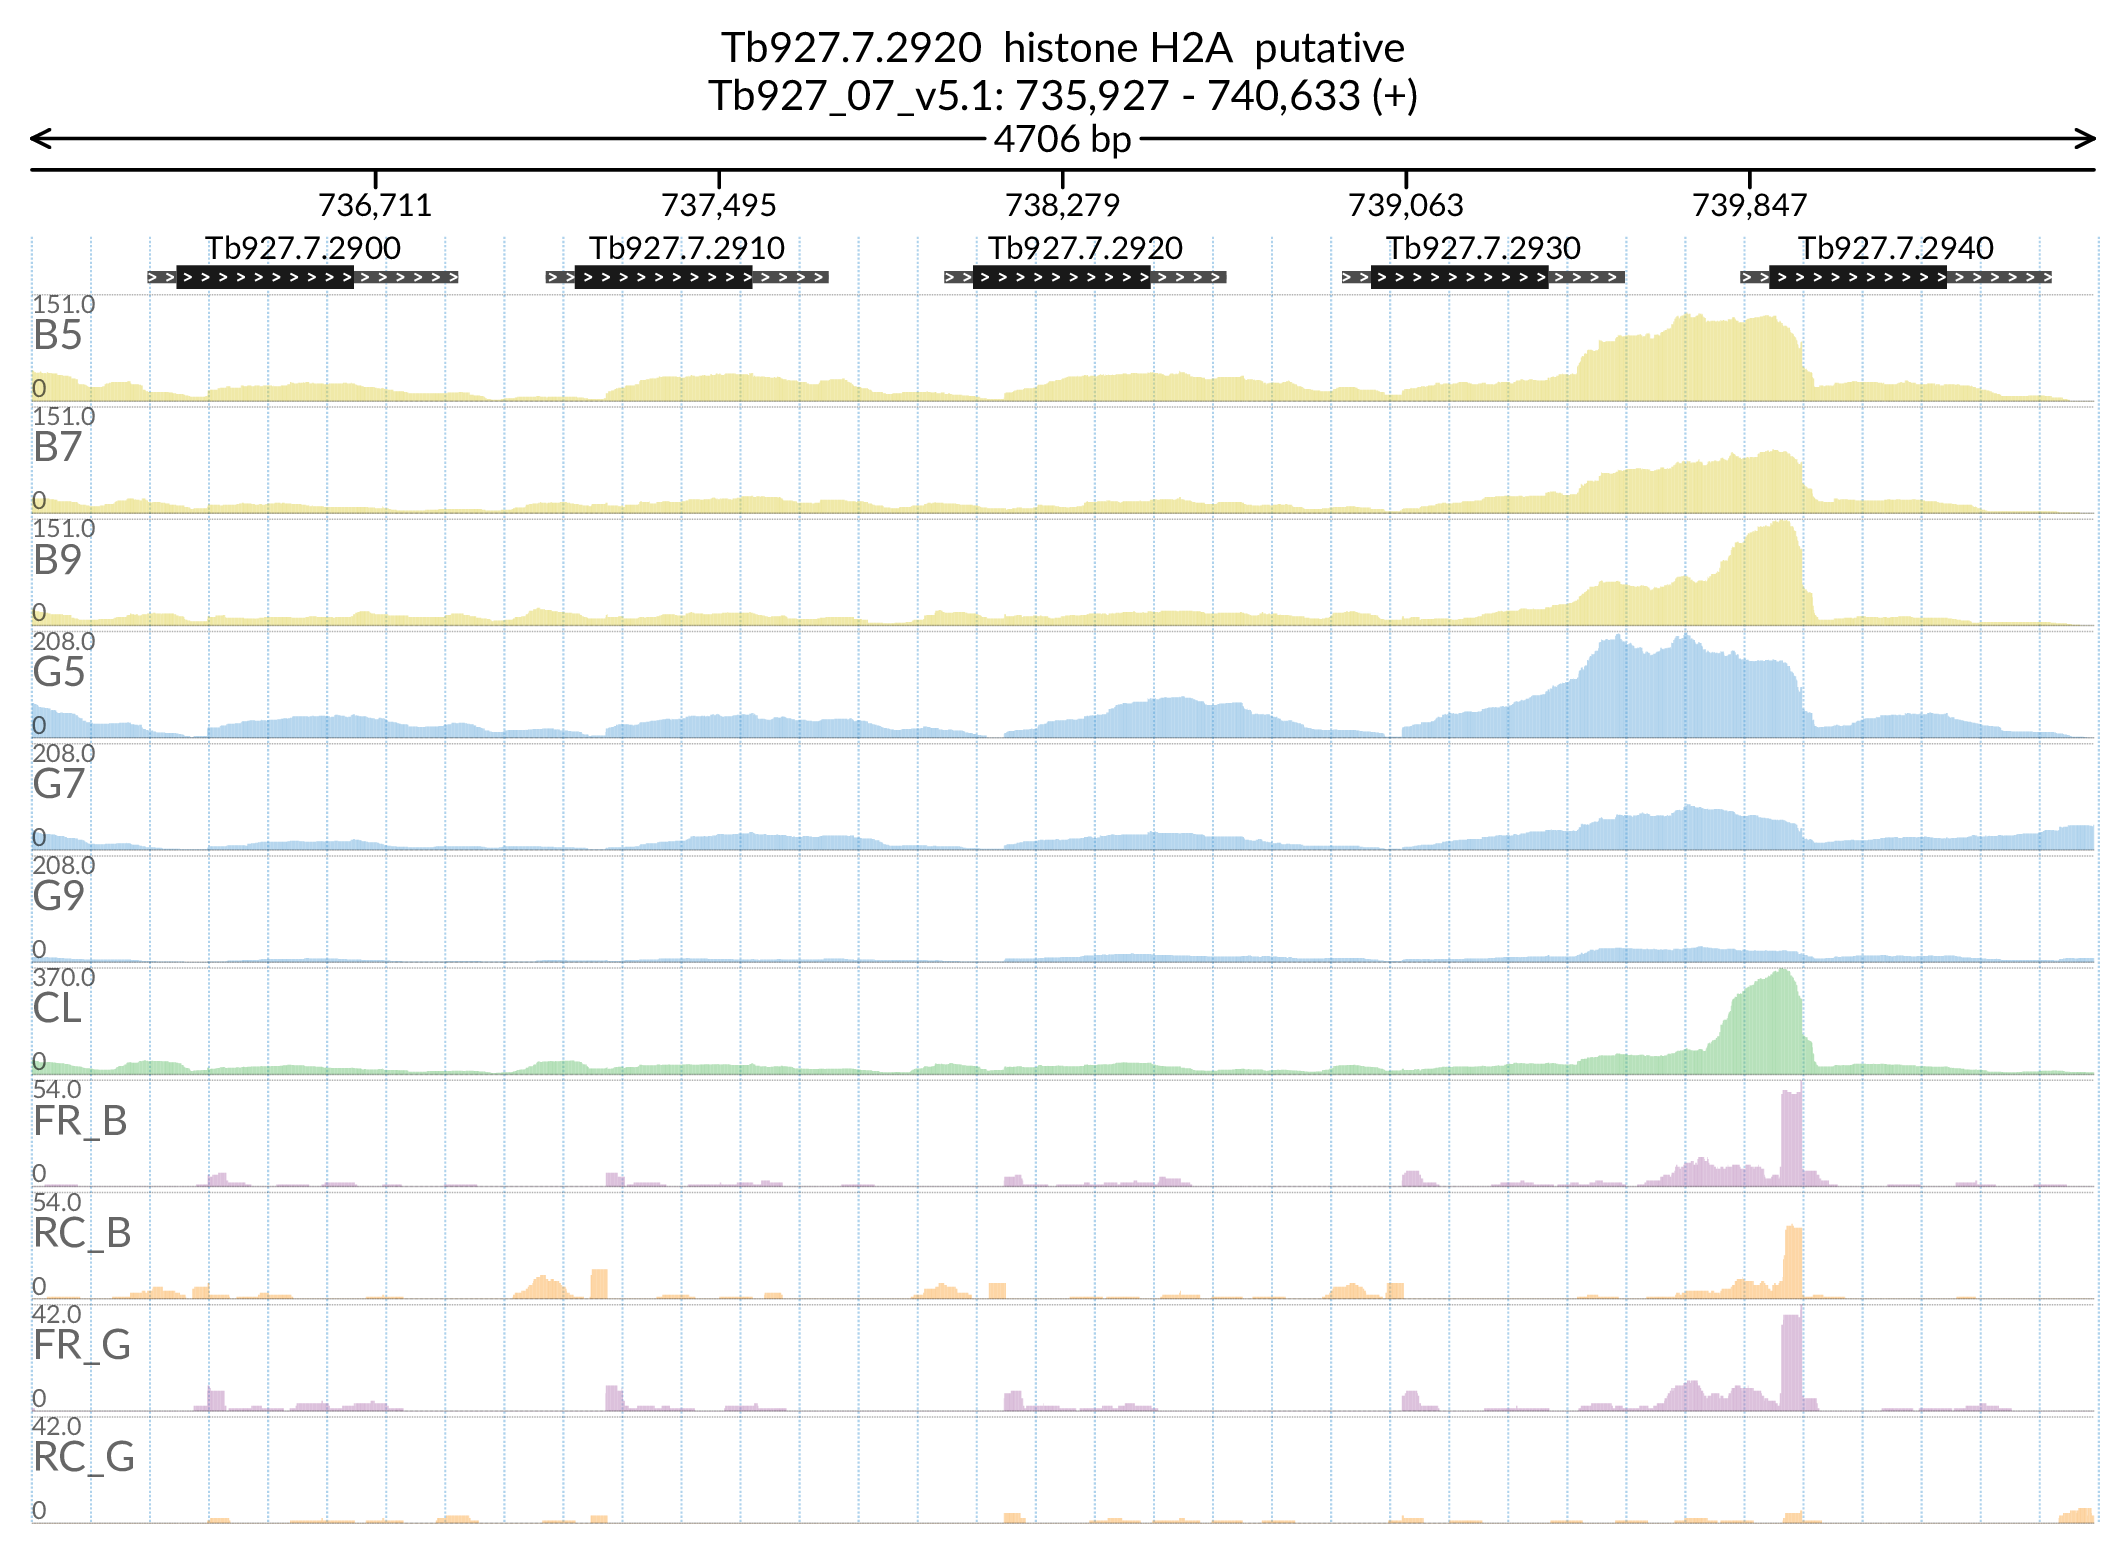 Tb927.7.2920 histone H2A putative
Tb927_07_v5.1: 735,927 - 740,633 (+)
4706 bp
736,711 737,495 738,279 739,063 739,847
Tb927.7.2900 Tb927.7.2910 Tb927.7.2920 Tb927.7.2930 Tb927.7.2940
151.0
B5
0
151.0
B7
0
151.0
B9
0
208.0
G5
0
208.0
G7
0
208.0
G9
0
370.0
CL
0
54.0
FR_B
0
54.0
RC_B
0
42.0
FR_G
0
42.0
RC_G
0